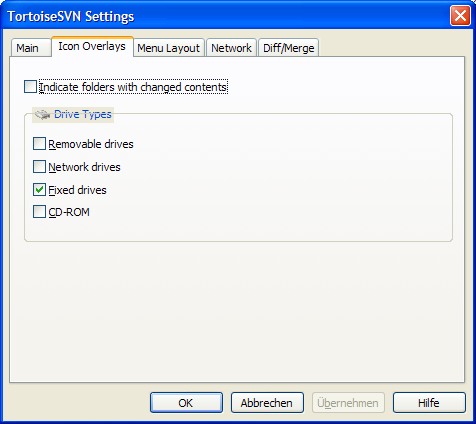 TortoiseSVN Settings
Main Icon Overlays Menu Layout Network Diff/Merge
Indicate folders with changed contents
Drive Types
Removable drives
Network drives
Fixed drives
CD-ROM
OK Abbrechen Übernehmen Hilfe